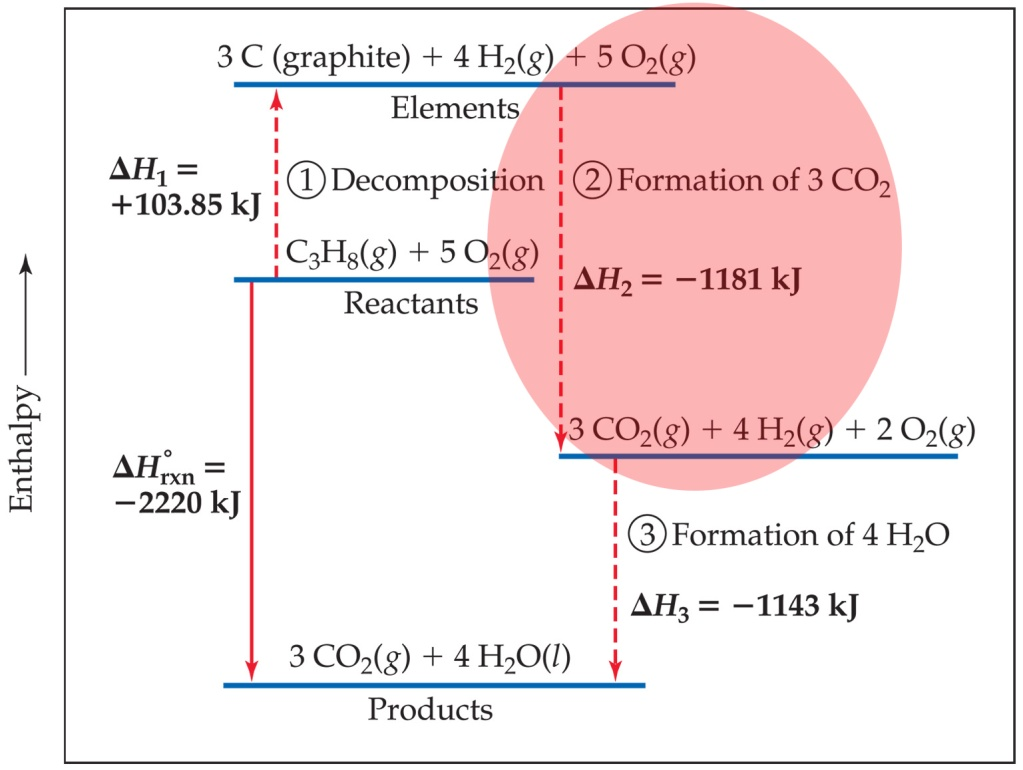 3 C (graphite) + 4 H₂(g) + 5 O₂(g)
Elements
ΔH₁ =
+103.85 kJ
① Decomposition
② Formation of 3 CO₂
C₃H₈(g) + 5 O₂(g)
Reactants
ΔH₂ = −1181 kJ
Enthalpy
3 CO₂(g) + 4 H₂(g) + 2 O₂(g)
ΔH°rxn =
−2220 kJ
③ Formation of 4 H₂O
ΔH₃ = −1143 kJ
3 CO₂(g) + 4 H₂O(l)
Products